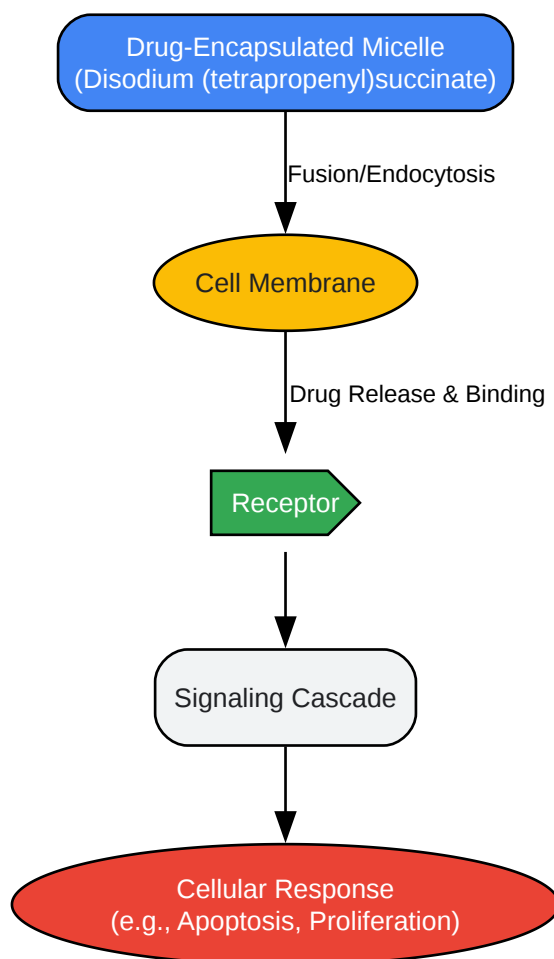 Drug-Encapsulated Micelle
(Disodium (tetrapropenyl)succinate)
Fusion/Endocytosis
Cell Membrane
Drug Release & Binding
Receptor
Signaling Cascade
Cellular Response
(e.g., Apoptosis, Proliferation)